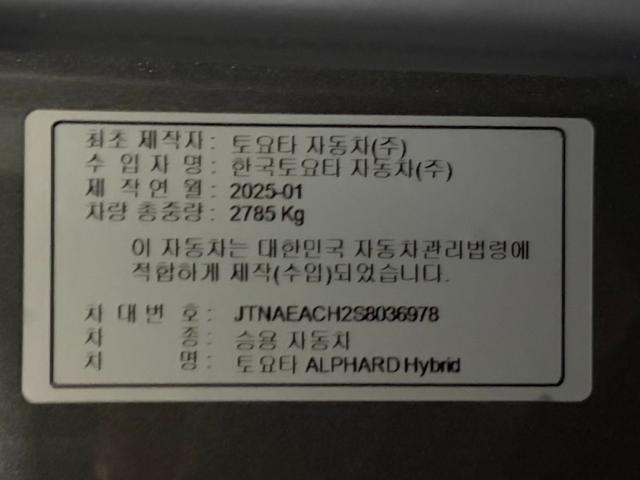 최초 제작자 : 토요타 자동차(주)
수 입 자 명 : 한국토요타 자동차(주)
제 작 연 월 : 2025-01
차량 총중량 : 2785 Kg
이 자동차는 대한민국 자동차관리법령에
적합하게 제작(수입)되었습니다.
차 대 번 호 : JTNAEACH2S8036978
차 종 : 승용 자동차
차 명 : 토요타 ALPHARD Hybrid